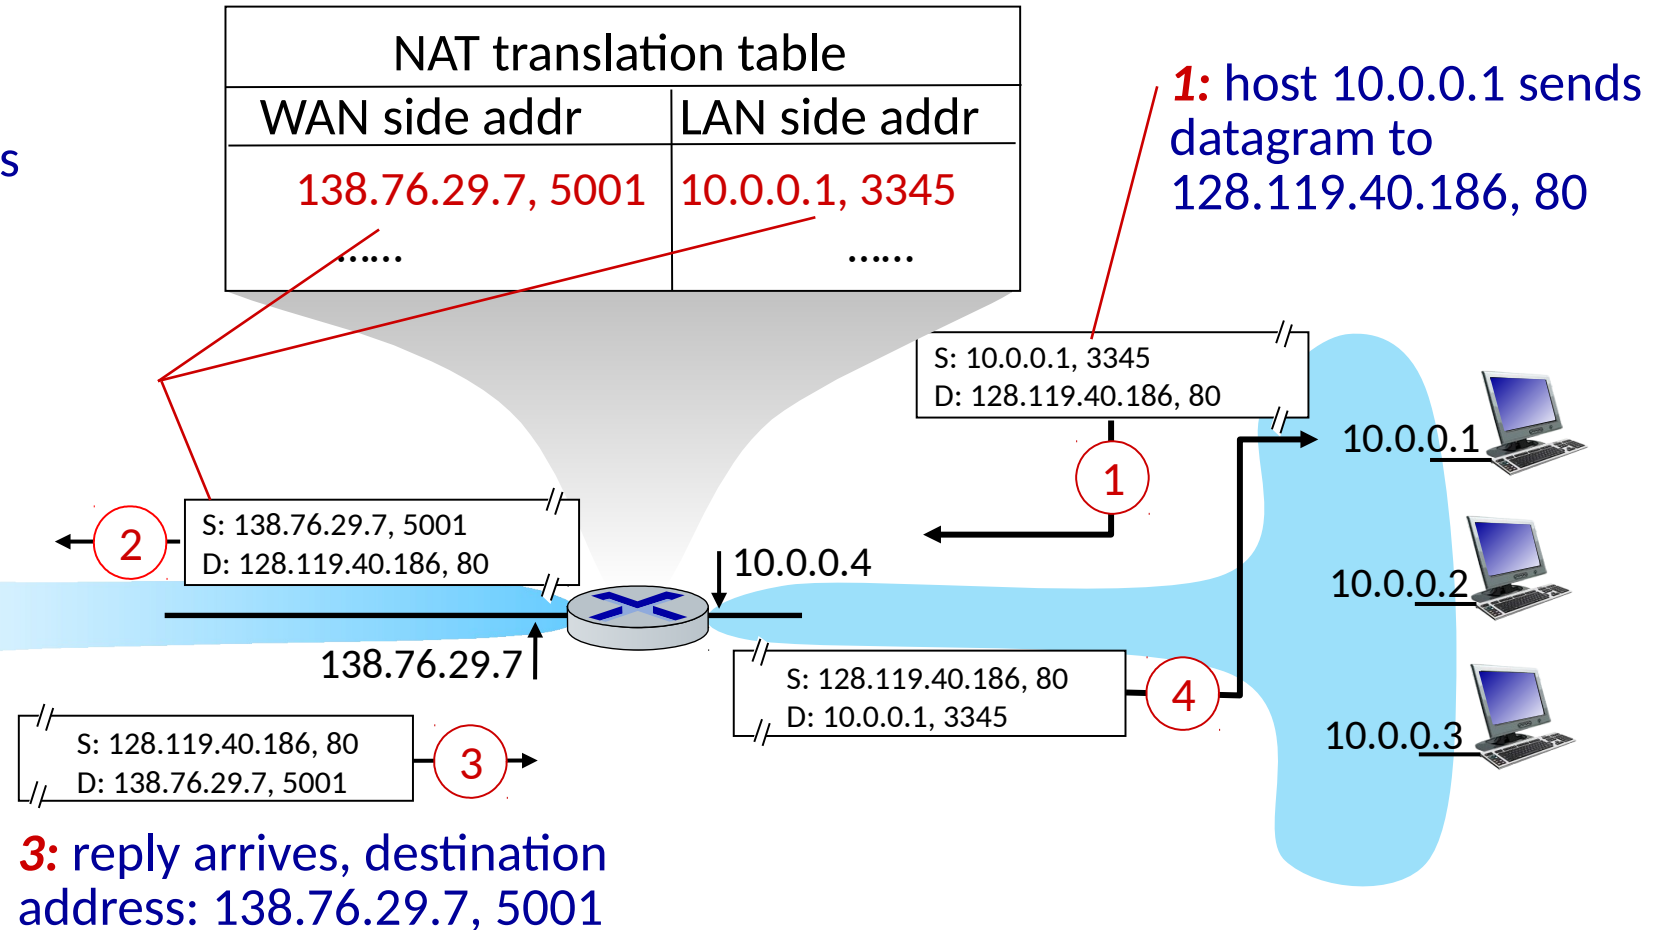 NAT translation table
WAN side addr LAN side addr
138.76.29.7, 5001 10.0.0.1, 3345
…… ……
1: host 10.0.0.1 sends
datagram to
128.119.40.186, 80
s
S: 10.0.0.1, 3345
D: 128.119.40.186, 80
1
10.0.0.1
2
S: 138.76.29.7, 5001
D: 128.119.40.186, 80
10.0.0.4
10.0.0.2
138.76.29.7
S: 128.119.40.186, 80
D: 10.0.0.1, 3345
4
10.0.0.3
S: 128.119.40.186, 80
D: 138.76.29.7, 5001
3
3: reply arrives, destination
address: 138.76.29.7, 5001